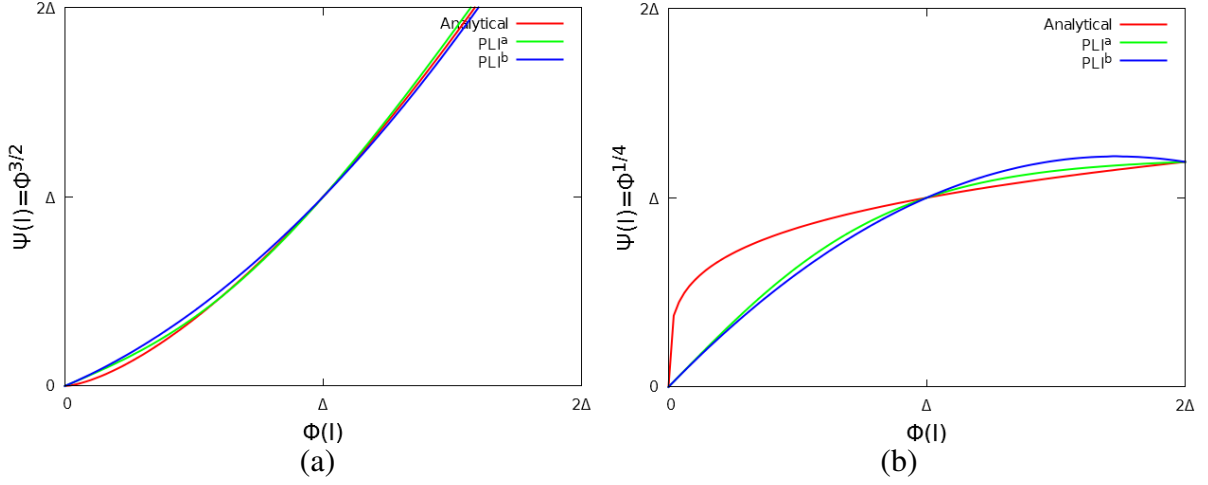 2Δ
Δ
0
Ψ(I)=Φ^3/2
Analytical
PLI^a
PLI^b
0 Δ 2Δ
Φ(I)
(a)
2Δ
Δ
0
Ψ(I)=Φ^1/4
Analytical
PLI^a
PLI^b
0 Δ 2Δ
Φ(I)
(b)